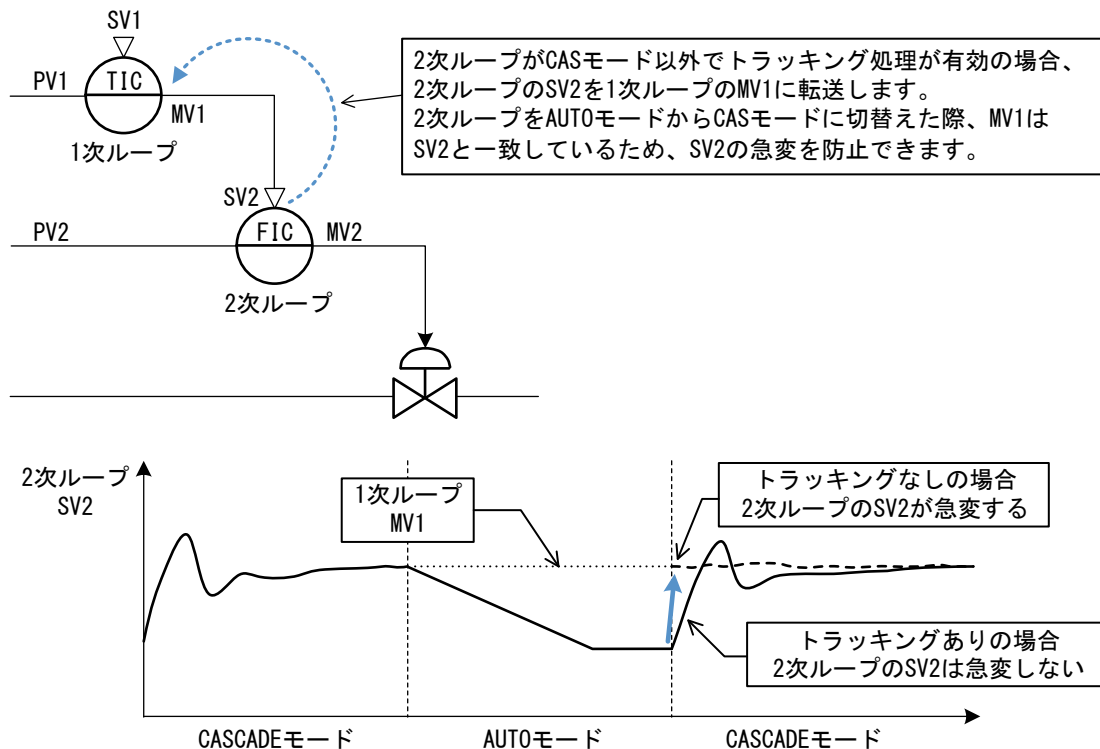 SV1
PV1
TIC
MV1
1次ループ
2次ループがCASモード以外でトラッキング処理が有効の場合、
2次ループのSV2を1次ループのMV1に転送します。
2次ループをAUTOモードからCASモードに切替えた際、MV1は
SV2と一致しているため、SV2の急変を防止できます。
SV2
PV2
FIC
MV2
2次ループ
2次ループ
SV2
1次ループ
MV1
トラッキングなしの場合
2次ループのSV2が急変する
トラッキングありの場合
2次ループのSV2は急変しない
CASCADEモード
AUTOモード
CASCADEモード